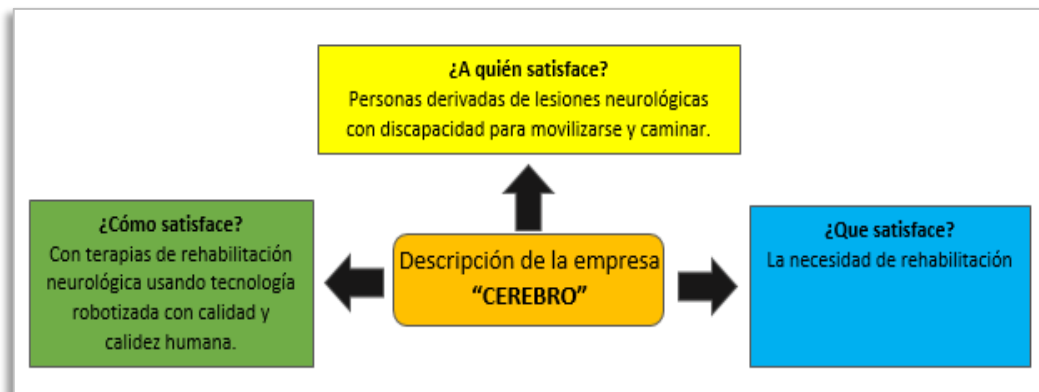 ¿A quién satisface?
Personas derivadas de lesiones neurológicas
con discapacidad para movilizarse y caminar.
¿Cómo satisface?
Con terapias de rehabilitación
neurológica usando tecnología
robotizada con calidad y
calidez humana.
Descripción de la empresa
“CEREBRO”
¿Que satisface?
La necesidad de rehabilitación